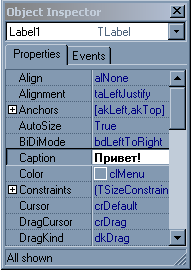 Object Inspector
Label1 TLabel
Properties Events
Align alNone
Alignment taLeftJustify
Anchors [akLeft,akTop]
AutoSize True
BiDiMode bdLeftToRight
Caption Привет!
Color clMenu
Constraints (TSizeConstrain
Cursor crDefault
DragCursor crDrag
DragKind dkDrag
All shown